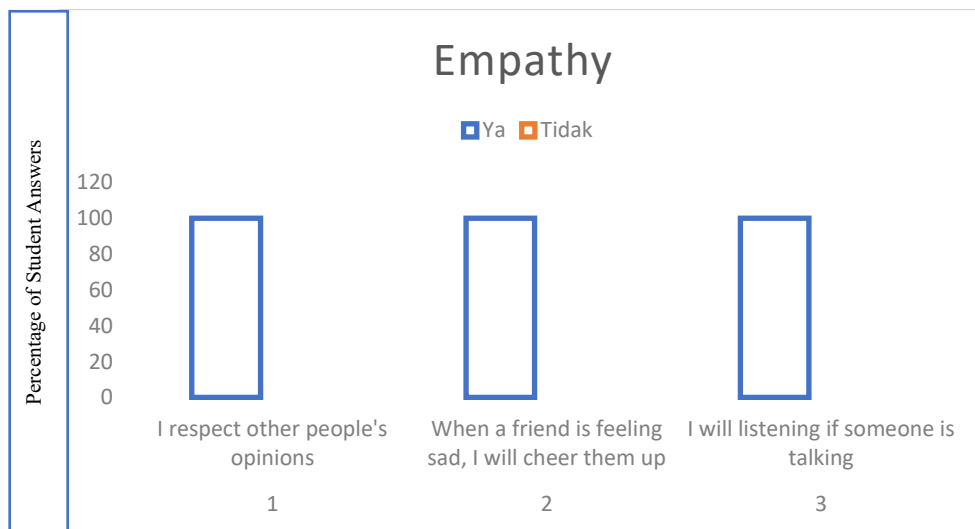 Percentage of Student Answers
Empathy
Ya Tidak
120
100
80
60
40
20
0
I respect other people's
opinions
When a friend is feeling
sad, I will cheer them up
I will listening if someone is
talking
1
2
3